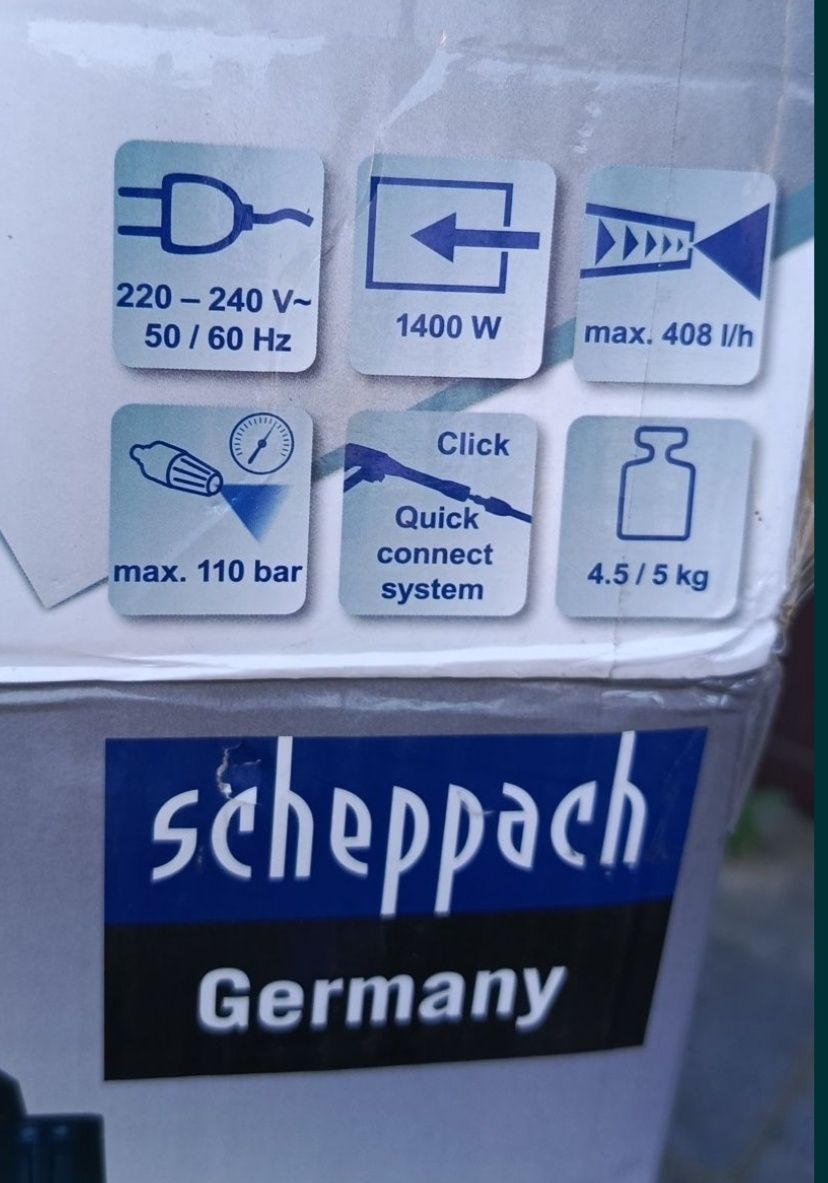 220 – 240 V~
50 / 60 Hz
1400 W
max. 408 l/h
max. 110 bar
Click
Quick
connect
system
4.5 / 5 kg
scheppach
Germany